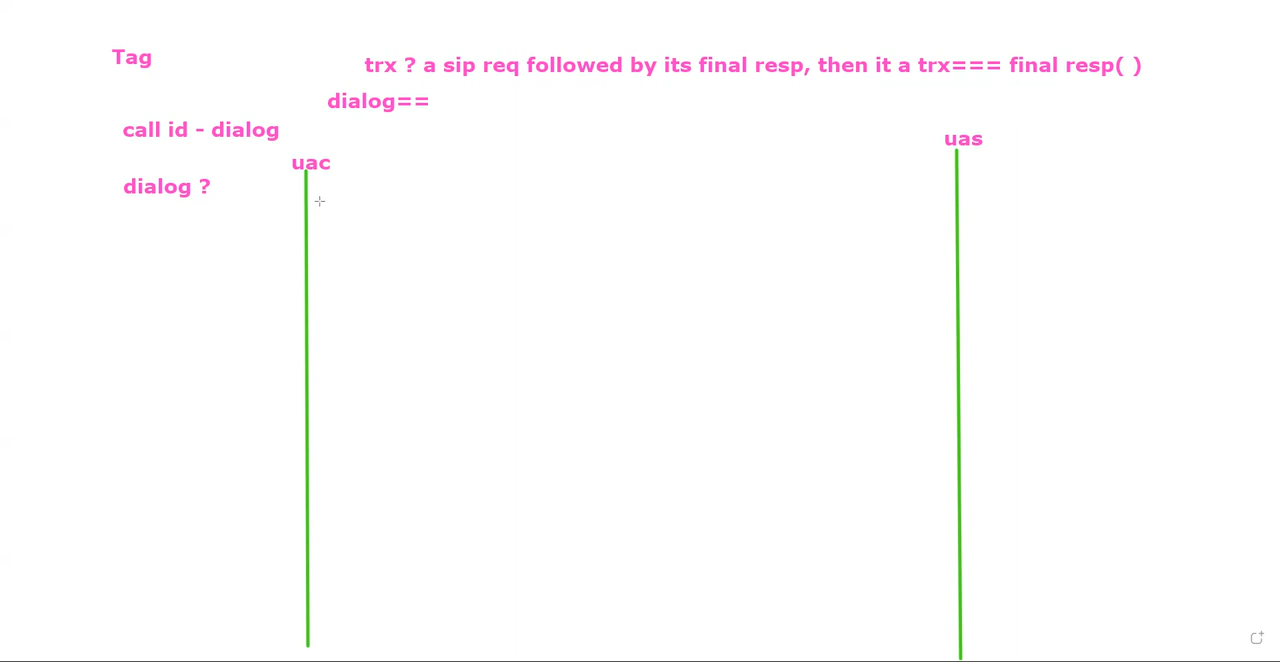 Tag
trx ? a sip req followed by its final resp, then it a trx=== final resp( )
dialog==
call id - dialog
uas
uac
dialog ?